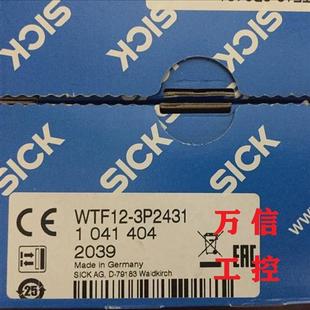 SICK
SICK
SICK
SICK
CE
WTF12-3P2431
1 041 404
2039
Made in Germany
SICK AG, D-79183 Waldkirch
EAC
25
万信
工控